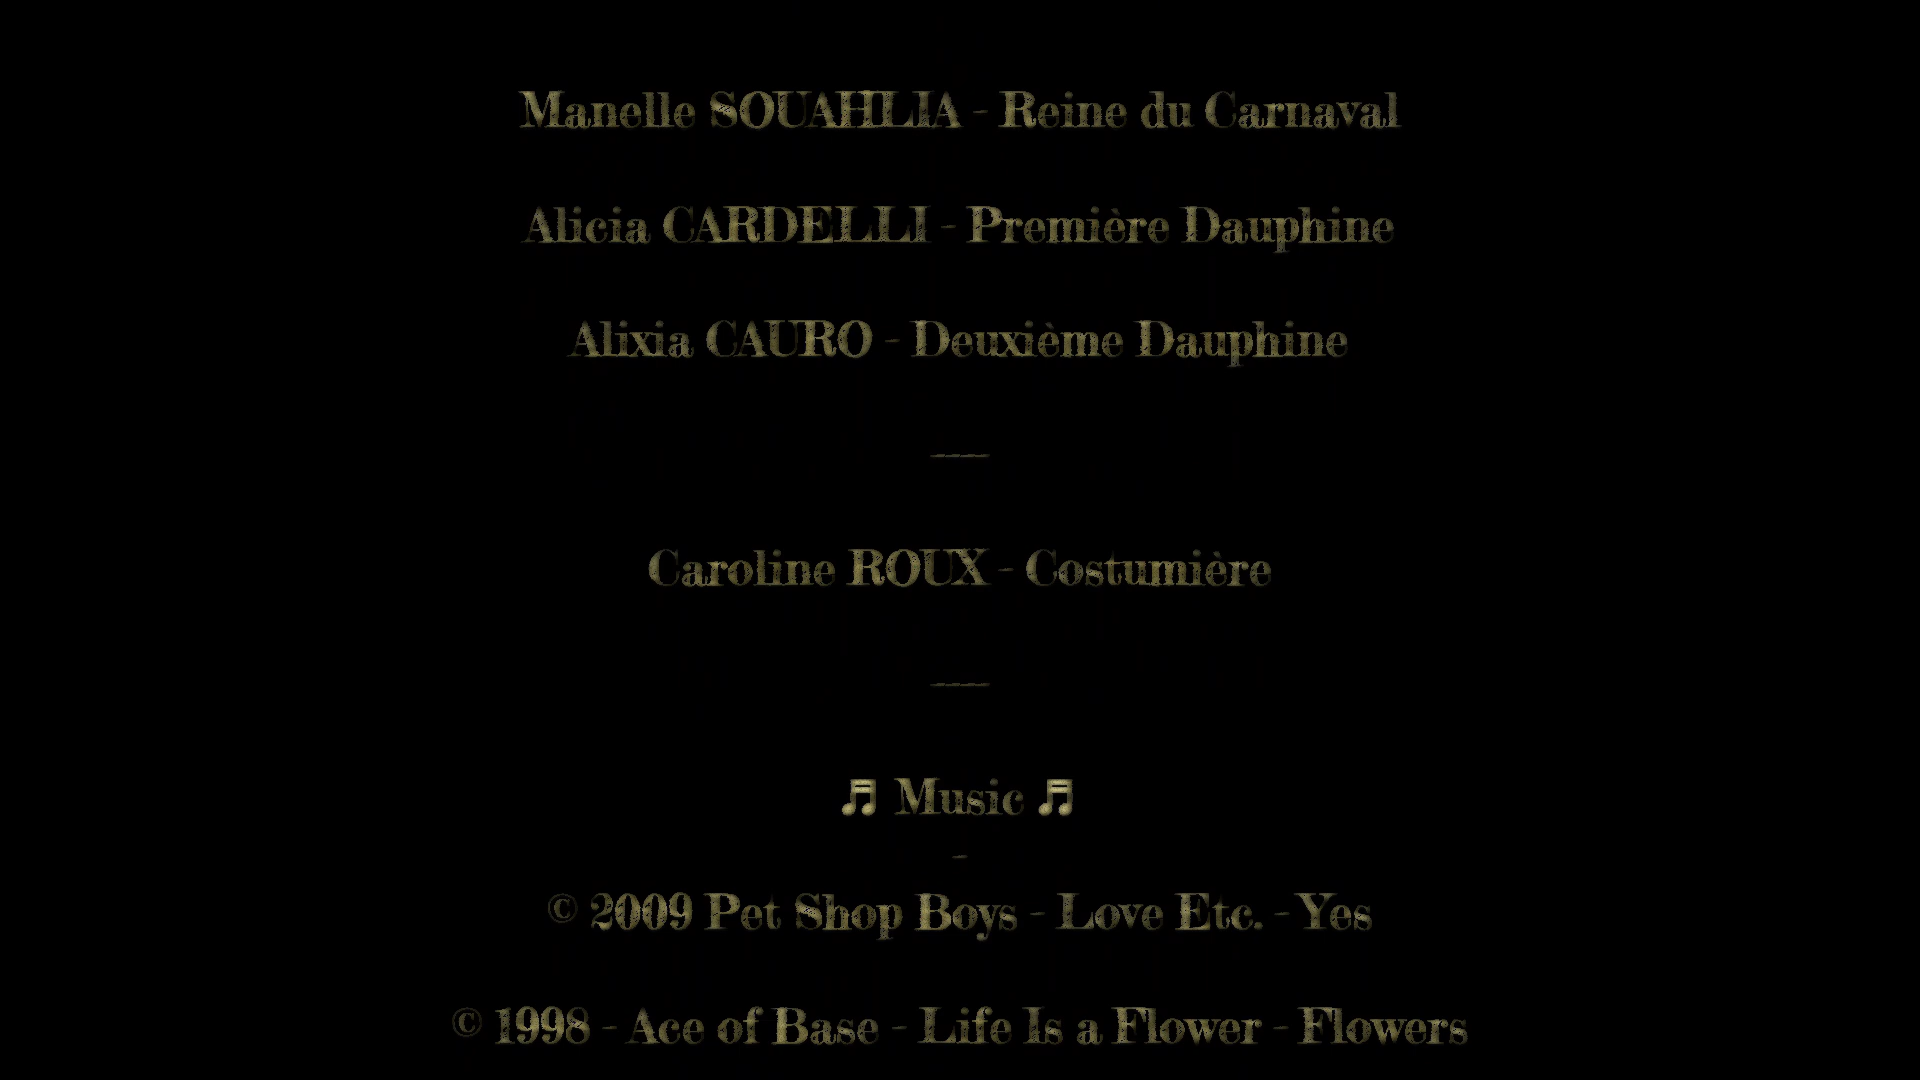 Manelle SOUAHLIA - Reine du Carnaval
Alicia CARDELLI - Première Dauphine
Alixia CAURO - Deuxième Dauphine
----
Caroline ROUX - Costumière
----
♬ Music ♬
-
© 2009 Pet Shop Boys - Love Etc. - Yes
© 1998 - Ace of Base - Life Is a Flower - Flowers